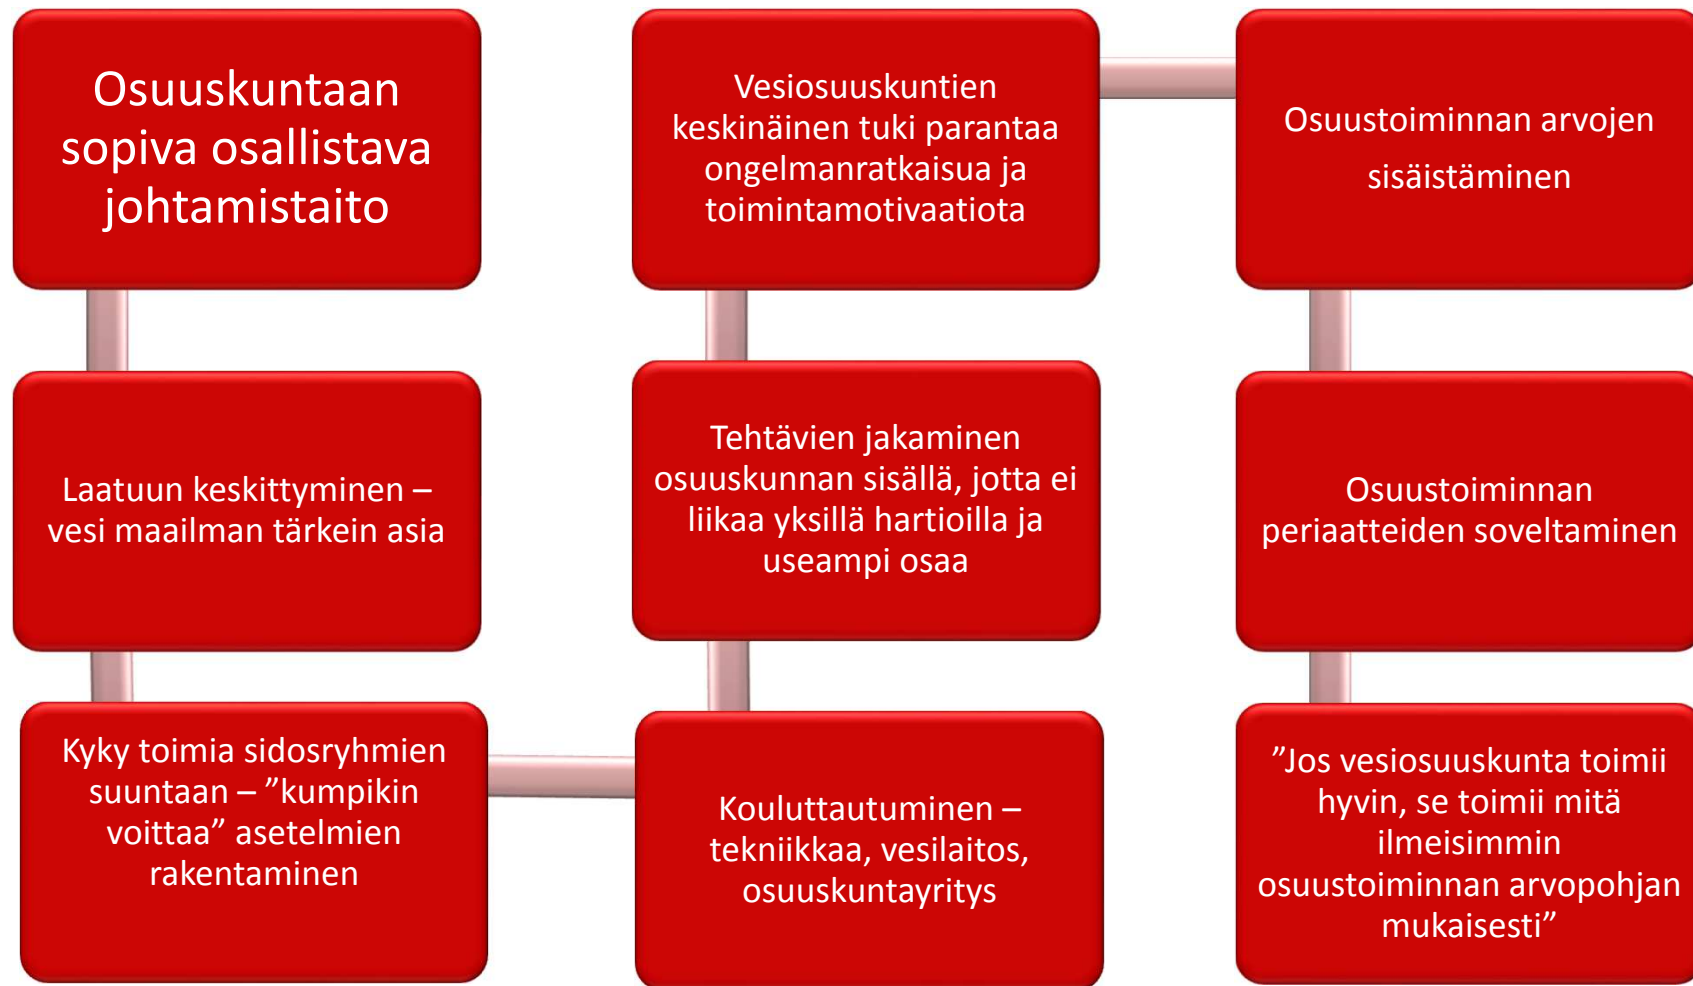 Osuuskuntaan
sopiva osallistava
johtamistaito
Laatuun keskittyminen –
vesi maailman tärkein asia
Kyky toimia sidosryhmien
suuntaan – ”kumpikin
voittaa” asetelmien
rakentaminen
Kouluttautuminen –
tekniikkaa, vesilaitos,
osuuskuntayritys
Tehtävien jakaminen
osuuskunnan sisällä, jotta ei
liikaa yksillä hartioilla ja
useampi osaa
Vesiosuuskuntien
keskinäinen tuki parantaa
ongelmanratkaisua ja
toimintamotivaatiota
Osuustoiminnan arvojen
sisäistäminen
Osuustoiminnan
periaatteiden soveltaminen
”Jos vesiosuuskunta toimii
hyvin, se toimii mitä
ilmeisimmin
osuustoiminnan arvopohjan
mukaisesti”